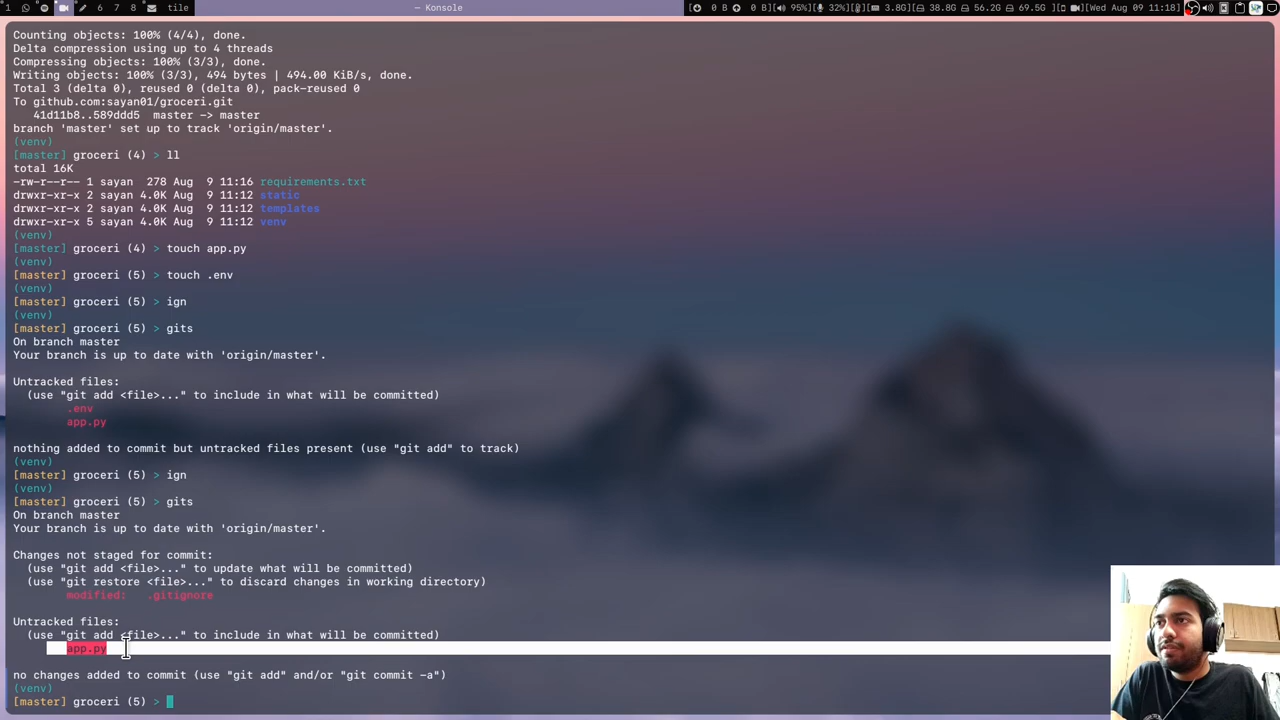 1 6 7 8 tile — Konsole 0 B 0 B 95% 32% 3.8G 38.8G 56.2G 69.5G Wed Aug 09 11:18
Counting objects: 100% (4/4), done.
Delta compression using up to 4 threads
Compressing objects: 100% (3/3), done.
Writing objects: 100% (3/3), 494 bytes | 494.00 KiB/s, done.
Total 3 (delta 0), reused 0 (delta 0), pack-reused 0
To github.com:sayan01/groceri.git
41d11b8..589ddd5 master -> master
branch 'master' set up to track 'origin/master'.
(venv)
[master] groceri (4) > ll
total 16K
-rw-r--r-- 1 sayan 278 Aug 9 11:16 requirements.txt
drwxr-xr-x 2 sayan 4.0K Aug 9 11:12 static
drwxr-xr-x 2 sayan 4.0K Aug 9 11:12 templates
drwxr-xr-x 5 sayan 4.0K Aug 9 11:12 venv
(venv)
[master] groceri (4) > touch app.py
(venv)
[master] groceri (5) > touch .env
(venv)
[master] groceri (5) > ign
(venv)
[master] groceri (5) > gits
On branch master
Your branch is up to date with 'origin/master'.
Untracked files:
(use "git add <file>..." to include in what will be committed)
.env
app.py
nothing added to commit but untracked files present (use "git add" to track)
(venv)
[master] groceri (5) > ign
(venv)
[master] groceri (5) > gits
On branch master
Your branch is up to date with 'origin/master'.
Changes not staged for commit:
(use "git add <file>..." to update what will be committed)
(use "git restore <file>..." to discard changes in working directory)
modified: .gitignore
Untracked files:
(use "git add <file>..." to include in what will be committed)
app.py
no changes added to commit (use "git add" and/or "git commit -a")
(venv)
[master] groceri (5) >